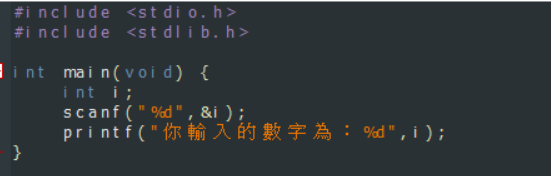 #include <stdio.h>
#include <stdlib.h>
int main(void) {
int i;
scanf("%d",&i);
printf("你輸入的數字為：%d",i);
}